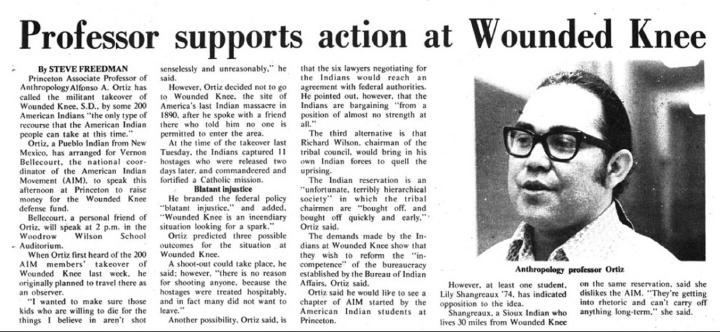 Professor supports action at Wounded Knee
By STEVE FREEDMAN
Princeton Associate Professor of
Anthropology Alfonso A. Ortiz has
called the militant takeover of
Wounded Knee, S.D., by some 200
American Indians "the only type of
recourse that the American Indian
people can take at this time."
Ortiz, a Pueblo Indian from New
Mexico, has arranged for Vernon
Bellecourt, the national coor-
dinator of the American Indian
Movement (AIM), to speak this
afternoon at Princeton to raise
money for the Wounded Knee
defense fund.
Bellecourt, a personal friend of
Ortiz, will speak at 2 p.m. in the
Woodrow Wilson School
Auditorium.
When Ortiz first heard of the 200
AIM members' takeover of
Wounded Knee last week, he
originally planned to travel there as
an observer.
"I want to make sure those
kids who are willing to die for the
things I believe in aren't shot
senselessly and unreasonably," he
said.
However, Ortiz decided not to go
to Wounded Knee, the site of
America's last Indian massacre in
1890, after he spoke with a friend
there who told him no one is
permitted to enter the area.
At the time of the takeover last
Tuesday, the Indians captured 11
hostages who were released two
days later, and commandeered and
fortified a Catholic mission.
Blatant injustice
He branded the federal policy
"blatant injustice," and added,
"Wounded Knee is an incendiary
situation looking for a spark."
Ortiz predicted three possible
outcomes for the situation at
Wounded Knee.
A shoot-out could take place, he
said; however, "there is no reason
for shooting anyone, because the
hostages were treated hospitably,
and in fact many did not want to
leave."
Another possibility, Ortiz said, is
that the six lawyers negotiating for
the Indians would reach an
agreement with federal authorities.
He pointed out, however, that the
Indians are bargaining "from a
position of almost no strength at
all."
The third alternative is that
Richard Wilson, chairman of the
tribal council, would bring in his
own Indian forces to quell the
uprising.
The Indian reservation is an
"unfortunate, terribly hierarchical
society" in which the tribal
chairmen are "bought off, and
bought off quickly and early,"
Ortiz said.
The demands made by the In-
dians at Wounded Knee show that
they wish to reform the "in-
competence" of the bureaucracy
established by the Bureau of Indian
Affairs, Ortiz said.
He said he would like to see a
chapter of AIM started by the
American Indian students at
Princeton.
Anthropology professor Ortiz
However, at least one student,
Lily Shangreux '74, has indicated
opposition to the idea.
Shangreaux, a Sioux Indian who
lives 30 miles from Wounded Knee
on the same reservation, said she
dislikes the AIM. "They're getting
into rhetoric and can't carry off
anything long-term," she said.